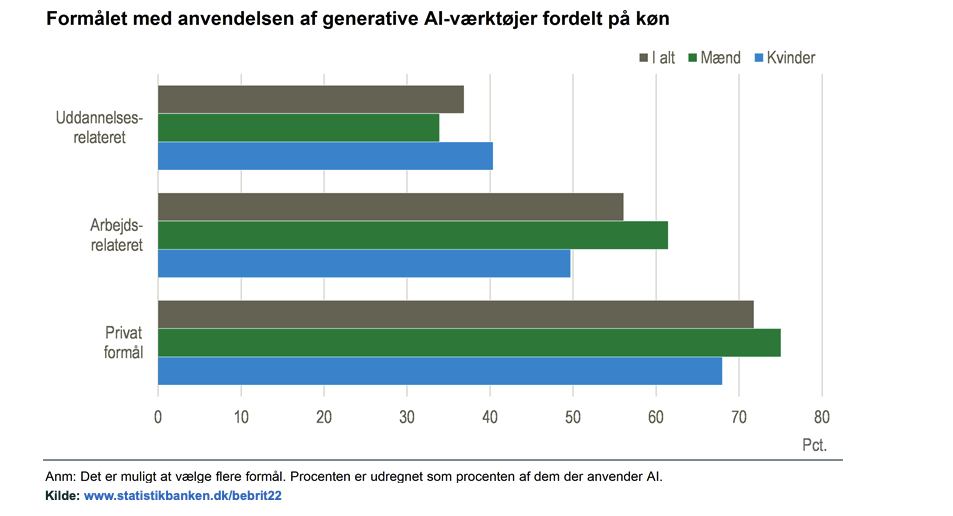 Formålet med anvendelsen af generative AI-værktøjer fordelt på køn
I alt Mænd Kvinder
Uddannelses-
relateret
Arbejds-
relateret
Privat
formål
0 10 20 30 40 50 60 70 80
Pct.
Anm: Det er muligt at vælge flere formål. Procenten er udregnet som procenten af dem der anvender AI.
Kilde: www.statistikbanken.dk/bebrit22